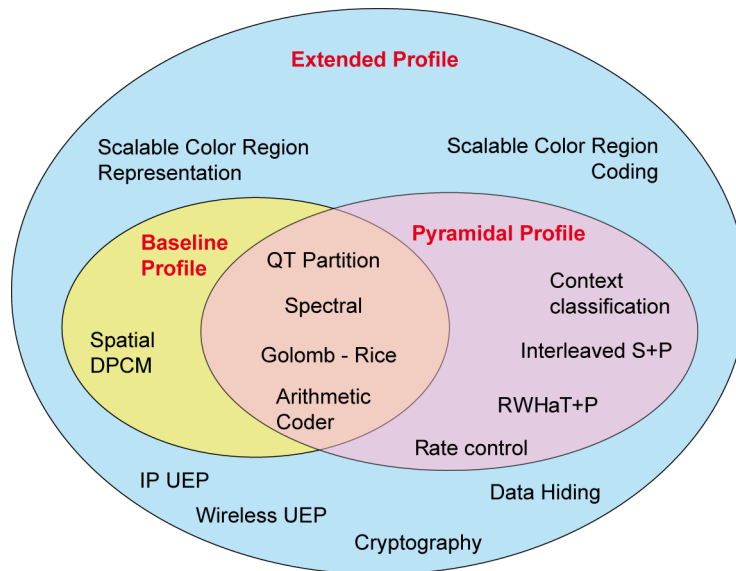 Extended Profile
Scalable Color Region
Representation
Scalable Color Region
Coding
Baseline
Profile
Pyramidal Profile
QT Partition
Spectral
Golomb - Rice
Arithmetic
Coder
Spatial
DPCM
Context
classification
Interleaved S+P
RWHaT+P
Rate control
IP UEP
Wireless UEP
Cryptography
Data Hiding